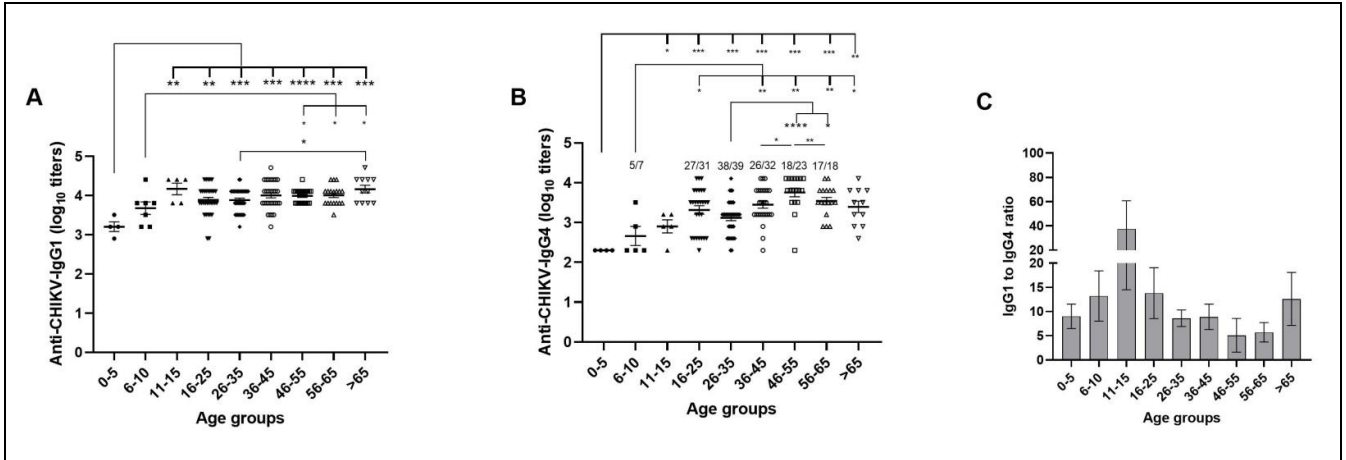 A
** ** *** *** **** *** ***
* * *
*
Anti-CHIKV-IgG1 (log10 titers)
5
4
3
2
1
0
0-5 6-10 11-15 16-25 26-35 36-45 46-55 56-65 >65
Age groups
B
* *** *** *** *** *** **
* ** ** ** *
**** *
* **
5/7 27/31 38/39 26/32 18/23 17/18
Anti-CHIKV-IgG4 (log10 titers)
5
4
3
2
1
0
0-5 6-10 11-15 16-25 26-35 36-45 46-55 56-65 >65
Age groups
C
IgG1 to IgG4 ratio
100
80
60
40
20
20
15
10
5
0
0-5 6-10 11-15 16-25 26-35 36-45 46-55 56-65 >65
Age groups